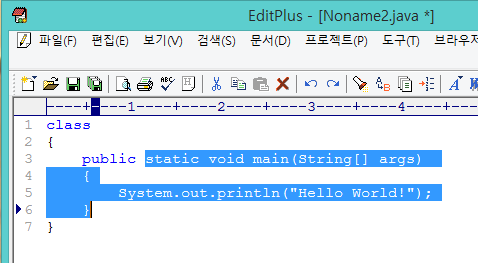 EditPlus - [Noname2.java *]
파일(F) 편집(E) 보기(V) 검색(S) 문서(D) 프로젝트(P) 도구(T) 브라우저
----+----1----+----2----+----3----+----4----+---
1 class
2 {
3 public static void main(String[] args)
4 {
5 System.out.println("Hello World!");
6 }
7 }